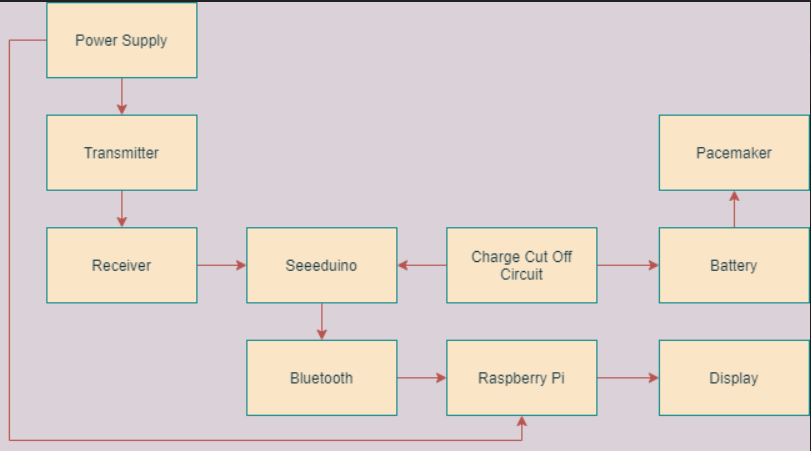 Power Supply
Transmitter
Pacemaker
Receiver
Seeeduino
Charge Cut Off
Circuit
Battery
Bluetooth
Raspberry Pi
Display